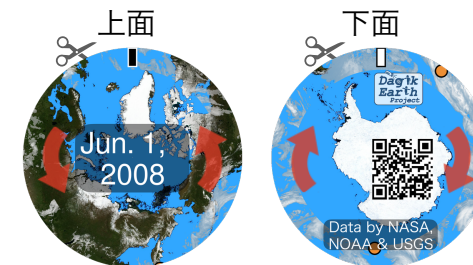 上面
下面
Jun. 1,
2008
Dagik
Earth
Project
Data by NASA,
NOAA & USGS